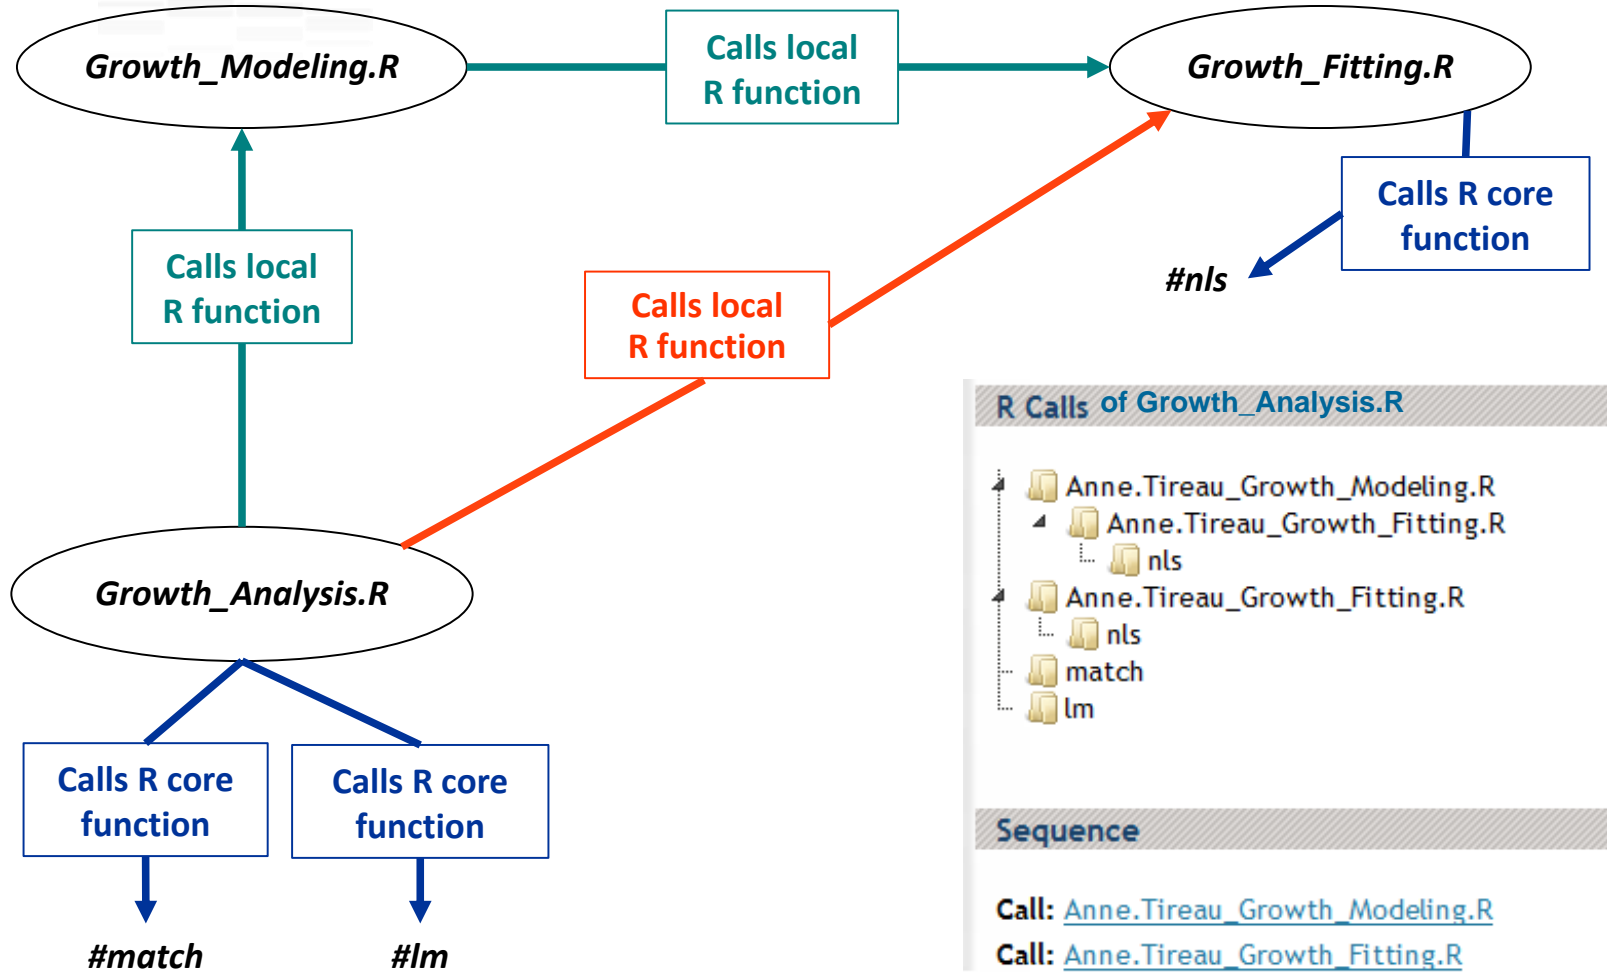 Growth_Modeling.R
Calls local
R function
Growth_Fitting.R
Calls R core
function
#nls
Calls local
R function
Calls local
R function
Growth_Analysis.R
Calls R core
function
Calls R core
function
#match
#lm
R Calls of Growth_Analysis.R
Anne.Tireau_Growth_Modeling.R
Anne.Tireau_Growth_Fitting.R
nls
Anne.Tireau_Growth_Fitting.R
nls
match
lm
Sequence
Call: Anne.Tireau_Growth_Modeling.R
Call: Anne.Tireau_Growth_Fitting.R